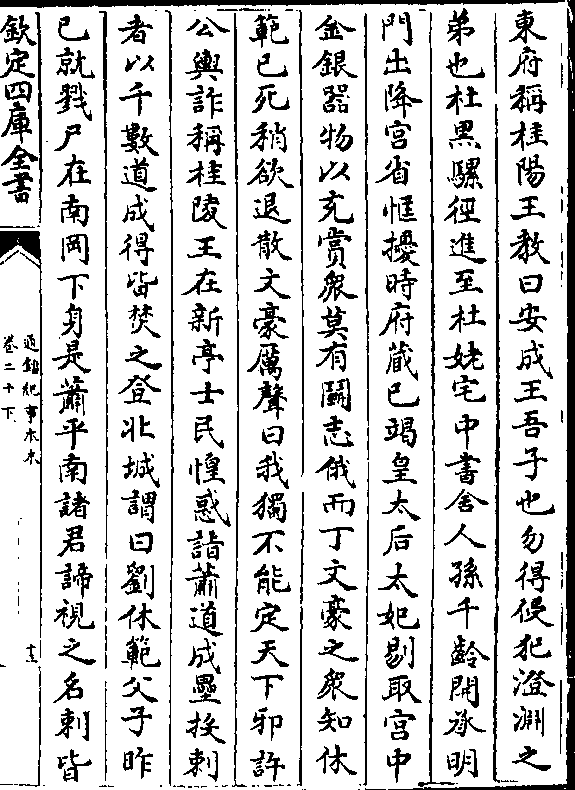 東府稱桂陽王教曰安成王吾子也勿得侵犯澄淵之
弟也杜黒騾徑進至杜姥宅中書舍人孫千齡開承明
門出降宮省恇擾時府藏已竭皇太后太妃剔取宮中
金銀器物以充賞衆莫有鬭志俄而丁文豪之衆知休
範已死稍欲退散文豪厲聲曰我獨不能定天下邪許
公輿詐稱桂陵王在新亭士民惶惑詣蕭道成壘投刺
者以千數道成得皆焚之登北城謂曰劉休範父子昨
已就戮尸在南岡下身是蕭平南諸君諦視之名刺皆
欽定四庫全書
通鑑紀事本末
卷二十下
十三